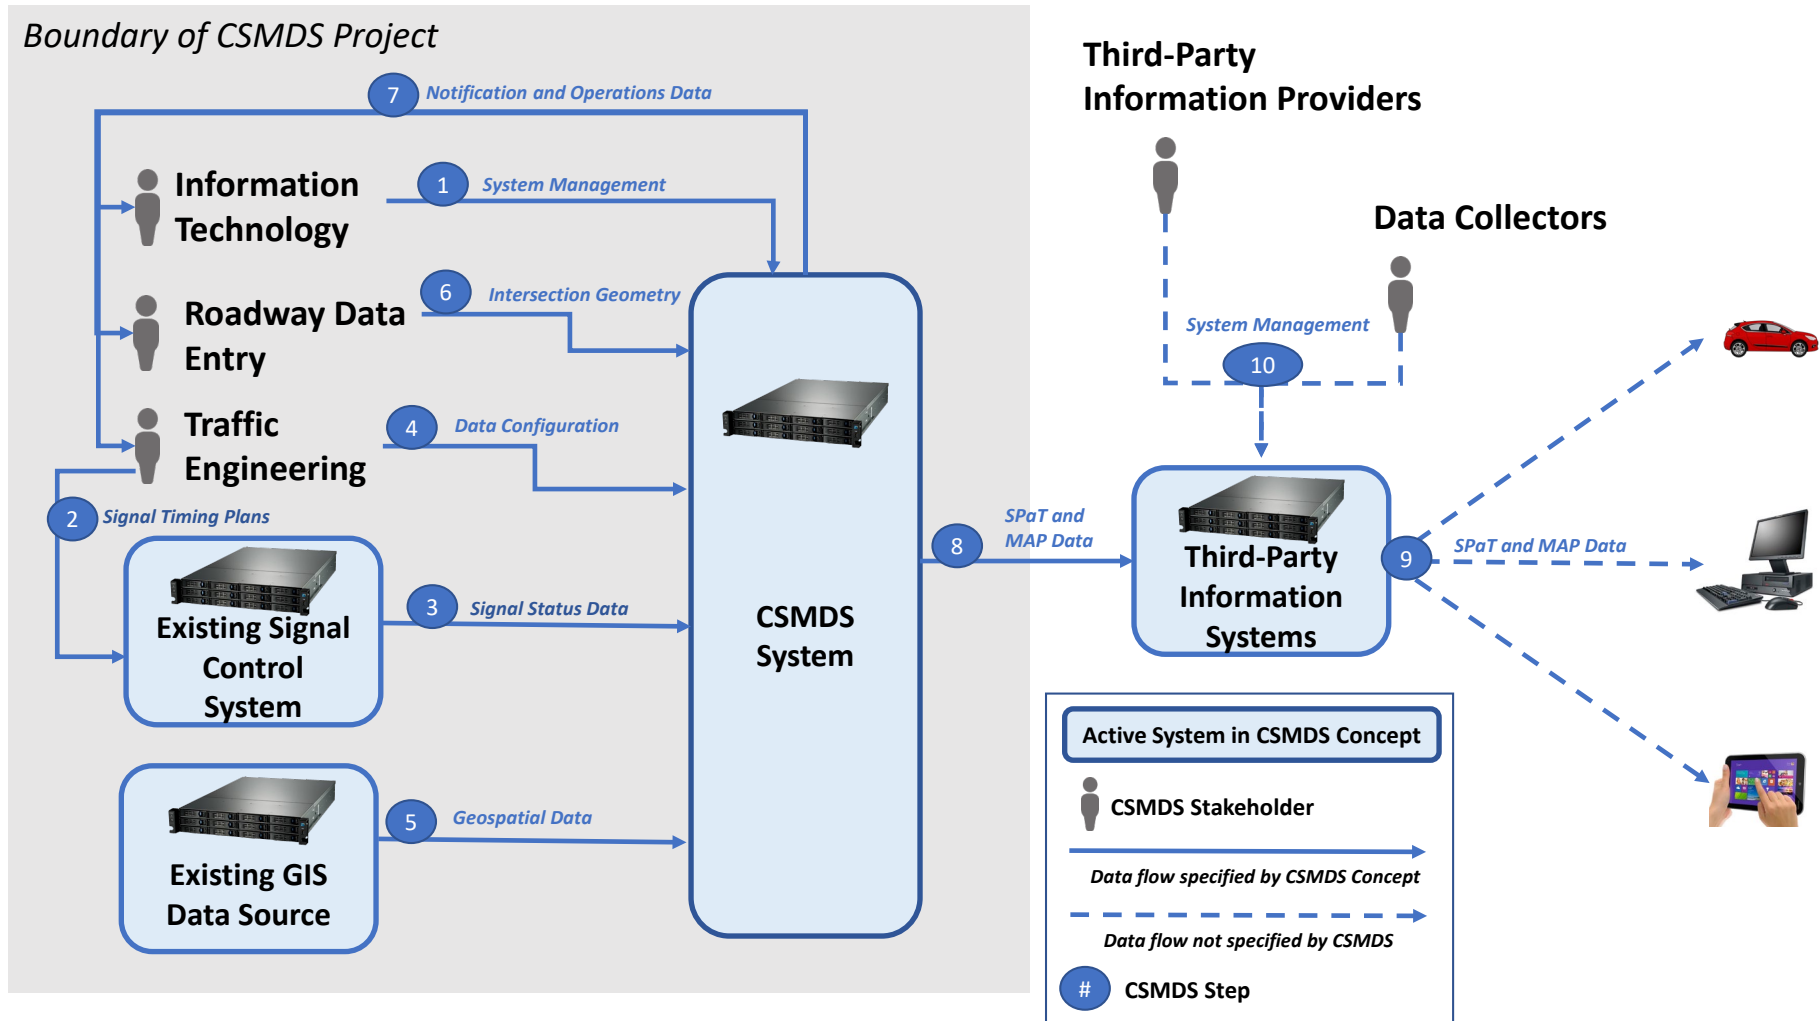 Boundary of CSMDS Project
7
Notification and Operations Data
Information
Technology
1
System Management
Roadway Data
Entry
6
Intersection Geometry
Traffic
Engineering
4
Data Configuration
2
Signal Timing Plans
Existing Signal
Control
System
3
Signal Status Data
Existing GIS
Data Source
5
Geospatial Data
CSMDS
System
8
SPaT and
MAP Data
Third-Party
Information Providers
Data Collectors
System Management
10
Third-Party
Information
Systems
9
SPaT and MAP Data
Active System in CSMDS Concept
CSMDS Stakeholder
Data flow specified by CSMDS Concept
Data flow not specified by CSMDS
#
CSMDS Step